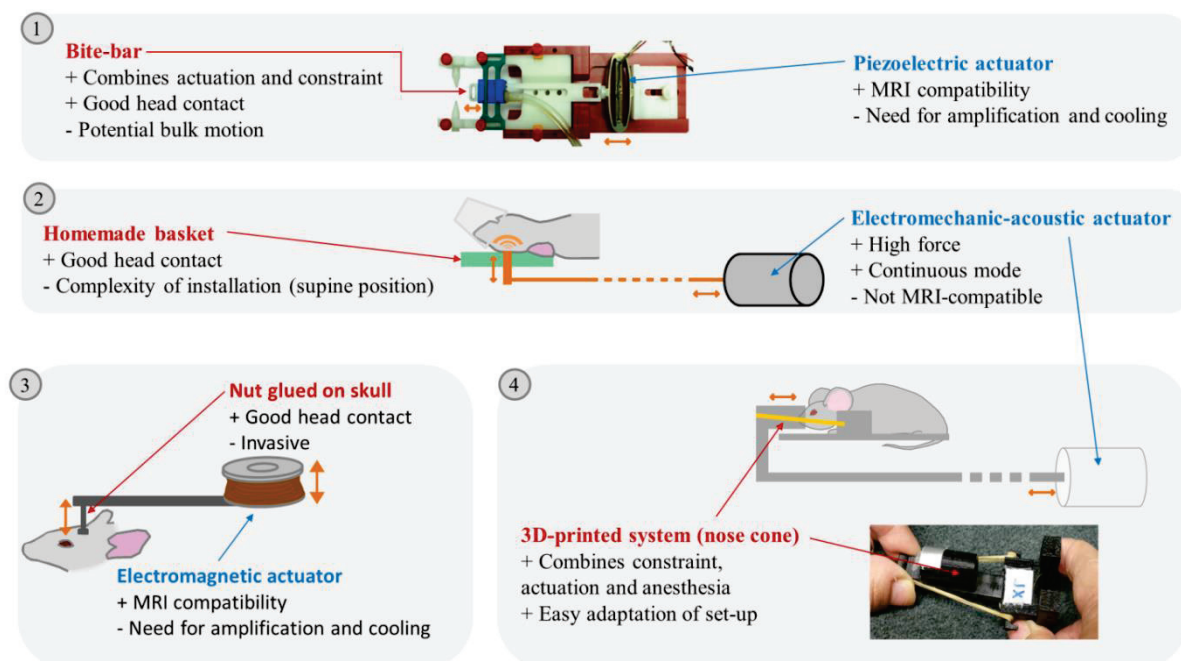 1
Bite-bar
+ Combines actuation and constraint
+ Good head contact
- Potential bulk motion
Piezoelectric actuator
+ MRI compatibility
- Need for amplification and cooling
2
Homemade basket
+ Good head contact
- Complexity of installation (supine position)
Electromechanic-acoustic actuator
+ High force
+ Continuous mode
- Not MRI-compatible
3
Nut glued on skull
+ Good head contact
- Invasive
Electromagnetic actuator
+ MRI compatibility
- Need for amplification and cooling
4
3D-printed system (nose cone)
+ Combines constraint,
actuation and anesthesia
+ Easy adaptation of set-up